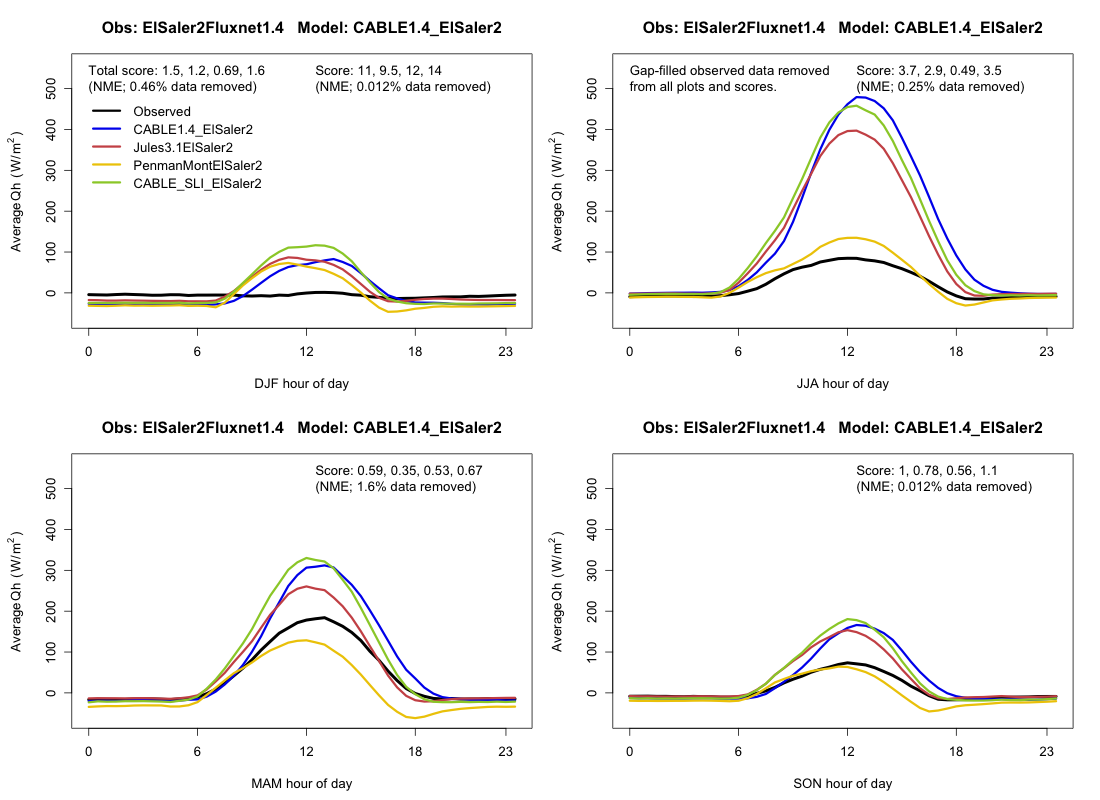 Obs: ElSaler2Fluxnet1.4 Model: CABLE1.4_ElSaler2
Total score: 1.5, 1.2, 0.69, 1.6
(NME; 0.46% data removed)
Score: 11, 9.5, 12, 14
(NME; 0.012% data removed)
Observed
CABLE1.4_ElSaler2
Jules3.1ElSaler2
PenmanMontElSaler2
CABLE_SLI_ElSaler2
Average Qh (W/m²)
500
400
300
200
100
0
0 6 12 18 23
DJF hour of day
Obs: ElSaler2Fluxnet1.4 Model: CABLE1.4_ElSaler2
Gap-filled observed data removed
from all plots and scores.
Score: 3.7, 2.9, 0.49, 3.5
(NME; 0.25% data removed)
Average Qh (W/m²)
500
400
300
200
100
0
0 6 12 18 23
JJA hour of day
Obs: ElSaler2Fluxnet1.4 Model: CABLE1.4_ElSaler2
Score: 0.59, 0.35, 0.53, 0.67
(NME; 1.6% data removed)
Average Qh (W/m²)
500
400
300
200
100
0
0 6 12 18 23
MAM hour of day
Obs: ElSaler2Fluxnet1.4 Model: CABLE1.4_ElSaler2
Score: 1, 0.78, 0.56, 1.1
(NME; 0.012% data removed)
Average Qh (W/m²)
500
400
300
200
100
0
0 6 12 18 23
SON hour of day